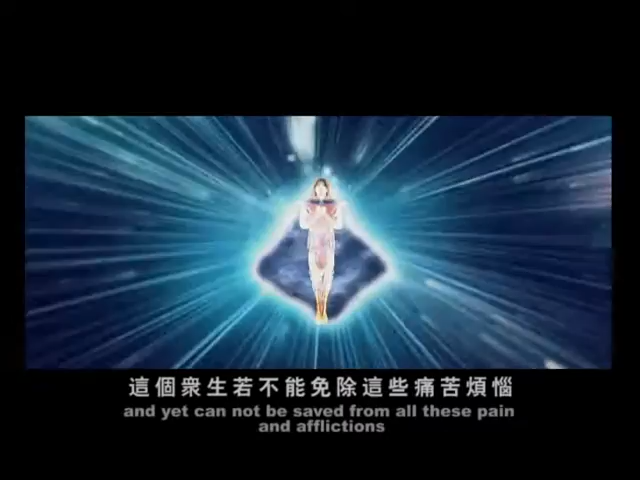 這個衆生若不能免除這些痛苦煩惱
and yet can not be saved from all these pain
and afflictions